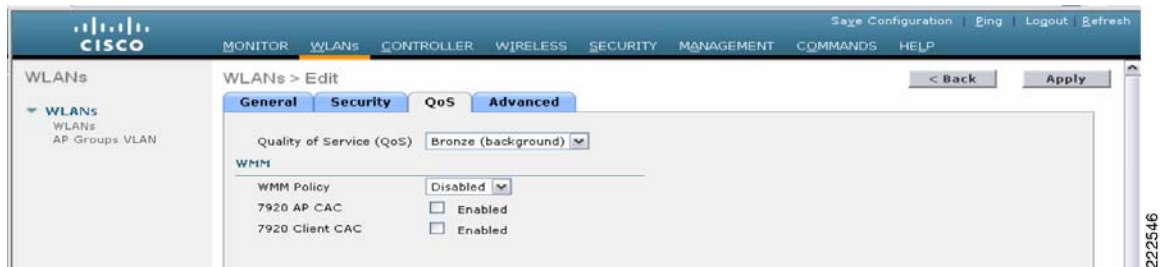 Save Configuration | Ping | Logout | Refresh
CISCO
MONITOR WLANs CONTROLLER WIRELESS SECURITY MANAGEMENT COMMANDS HELP
WLANs
WLANs
WLANs
AP Groups VLAN
WLANs > Edit
< Back
Apply
General Security QoS Advanced
Quality of Service (QoS) Bronze (background)
WMM
WMM Policy Disabled
7920 AP CAC Enabled
7920 Client CAC Enabled
222546